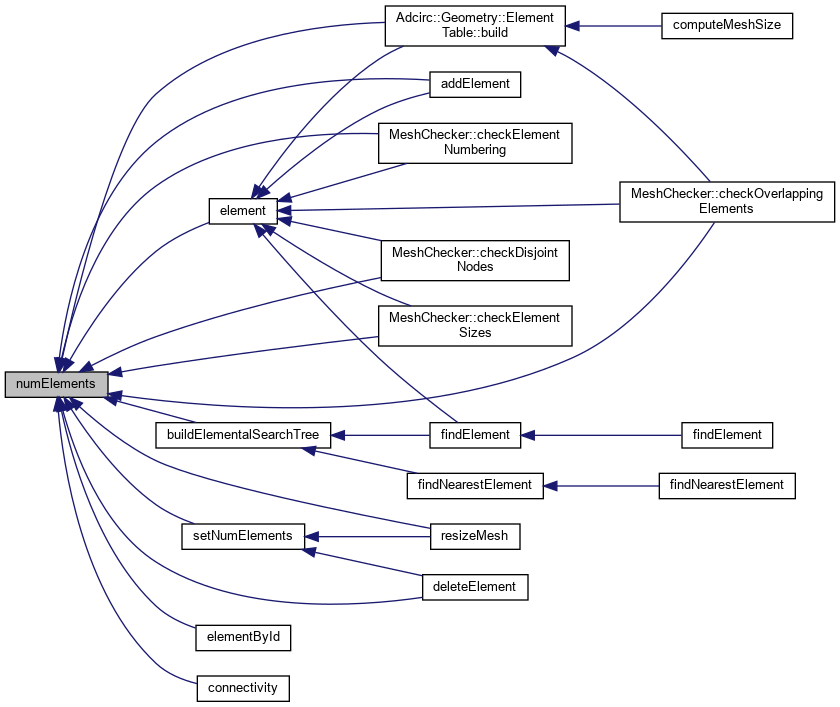 Adcirc::Geometry::Element
Table::build
computeMeshSize
addElement
MeshChecker::checkElement
Numbering
element
MeshChecker::checkOverlapping
Elements
MeshChecker::checkDisjoint
Nodes
MeshChecker::checkElement
Sizes
numElements
buildElementalSearchTree
findElement
findElement
findNearestElement
findNearestElement
setNumElements
resizeMesh
deleteElement
elementById
connectivity